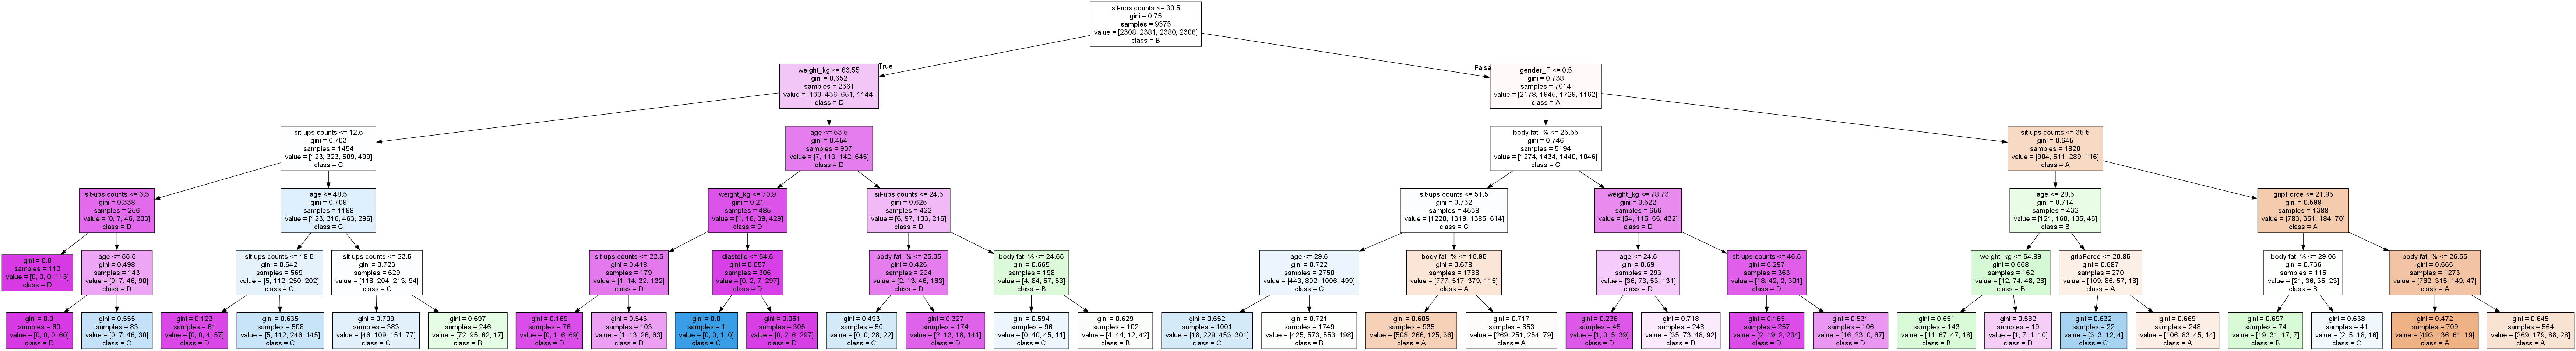 sit-ups counts <= 30.5
gini = 0.75
samples = 9375
value = [2308, 2381, 2380, 2306]
class = B
True
False
weight_kg <= 63.55
gini = 0.652
samples = 2361
value = [130, 436, 651, 1144]
class = D
gender_F <= 0.5
gini = 0.738
samples = 7014
value = [2178, 1945, 1729, 1162]
class = A
sit-ups counts <= 12.5
gini = 0.703
samples = 1454
value = [123, 323, 509, 499]
class = C
age <= 53.5
gini = 0.454
samples = 907
value = [7, 113, 142, 645]
class = D
body fat_% <= 25.55
gini = 0.746
samples = 5194
value = [1274, 1434, 1440, 1046]
class = C
sit-ups counts <= 35.5
gini = 0.645
samples = 1820
value = [904, 511, 289, 116]
class = A
sit-ups counts <= 6.5
gini = 0.338
samples = 256
value = [0, 7, 46, 203]
class = D
age <= 48.5
gini = 0.709
samples = 1198
value = [123, 316, 463, 296]
class = C
weight_kg <= 70.9
gini = 0.21
samples = 485
value = [1, 16, 39, 429]
class = D
sit-ups counts <= 24.5
gini = 0.625
samples = 422
value = [6, 97, 103, 216]
class = D
sit-ups counts <= 51.5
gini = 0.732
samples = 4538
value = [1220, 1319, 1385, 614]
class = C
weight_kg <= 78.73
gini = 0.522
samples = 656
value = [54, 115, 55, 432]
class = D
age <= 28.5
gini = 0.714
samples = 432
value = [121, 160, 105, 46]
class = B
gripForce <= 21.95
gini = 0.598
samples = 1388
value = [783, 351, 184, 70]
class = A
gini = 0.0
samples = 113
value = [0, 0, 0, 113]
class = D
age <= 55.5
gini = 0.498
samples = 143
value = [0, 7, 46, 90]
class = D
sit-ups counts <= 18.5
gini = 0.642
samples = 569
value = [5, 112, 250, 202]
class = C
sit-ups counts <= 23.5
gini = 0.723
samples = 629
value = [118, 204, 213, 94]
class = C
sit-ups counts <= 22.5
gini = 0.418
samples = 179
value = [1, 14, 32, 132]
class = D
diastolic <= 54.5
gini = 0.057
samples = 306
value = [0, 2, 7, 297]
class = D
body fat_% <= 25.05
gini = 0.425
samples = 224
value = [2, 13, 46, 163]
class = D
body fat_% <= 24.55
gini = 0.665
samples = 198
value = [4, 84, 57, 53]
class = B
age <= 29.5
gini = 0.722
samples = 2750
value = [443, 802, 1006, 499]
class = C
body fat_% <= 16.95
gini = 0.678
samples = 1788
value = [777, 517, 379, 115]
class = A
age <= 24.5
gini = 0.69
samples = 293
value = [36, 73, 53, 131]
class = D
sit-ups counts <= 46.5
gini = 0.297
samples = 363
value = [18, 42, 2, 301]
class = D
weight_kg <= 64.89
gini = 0.668
samples = 162
value = [12, 74, 48, 28]
class = B
gripForce <= 20.85
gini = 0.687
samples = 270
value = [109, 86, 57, 18]
class = A
body fat_% <= 29.05
gini = 0.736
samples = 115
value = [21, 36, 35, 23]
class = B
body fat_% <= 26.55
gini = 0.565
samples = 1273
value = [762, 315, 149, 47]
class = A
gini = 0.0
samples = 60
value = [0, 0, 0, 60]
class = D
gini = 0.555
samples = 83
value = [0, 7, 46, 30]
class = C
gini = 0.123
samples = 61
value = [0, 0, 4, 57]
class = D
gini = 0.635
samples = 508
value = [5, 112, 246, 145]
class = C
gini = 0.709
samples = 383
value = [46, 109, 151, 77]
class = C
gini = 0.697
samples = 246
value = [72, 95, 62, 17]
class = B
gini = 0.169
samples = 76
value = [0, 1, 6, 69]
class = D
gini = 0.546
samples = 103
value = [1, 13, 26, 63]
class = D
gini = 0.0
samples = 1
value = [0, 0, 1, 0]
class = C
gini = 0.051
samples = 305
value = [0, 2, 6, 297]
class = D
gini = 0.493
samples = 50
value = [0, 0, 28, 22]
class = C
gini = 0.327
samples = 174
value = [2, 13, 18, 141]
class = D
gini = 0.594
samples = 96
value = [0, 40, 45, 11]
class = C
gini = 0.629
samples = 102
value = [4, 44, 12, 42]
class = B
gini = 0.652
samples = 1001
value = [18, 229, 453, 301]
class = C
gini = 0.721
samples = 1749
value = [425, 573, 553, 198]
class = B
gini = 0.605
samples = 935
value = [508, 266, 125, 36]
class = A
gini = 0.717
samples = 853
value = [269, 251, 254, 79]
class = A
gini = 0.236
samples = 45
value = [1, 0, 5, 39]
class = D
gini = 0.718
samples = 248
value = [35, 73, 48, 92]
class = D
gini = 0.165
samples = 257
value = [2, 19, 2, 234]
class = D
gini = 0.531
samples = 106
value = [16, 23, 0, 67]
class = D
gini = 0.651
samples = 143
value = [11, 67, 47, 18]
class = B
gini = 0.582
samples = 19
value = [1, 7, 1, 10]
class = D
gini = 0.632
samples = 22
value = [3, 3, 12, 4]
class = C
gini = 0.669
samples = 248
value = [106, 83, 45, 14]
class = A
gini = 0.697
samples = 74
value = [19, 31, 17, 7]
class = B
gini = 0.638
samples = 41
value = [2, 5, 18, 16]
class = C
gini = 0.472
samples = 709
value = [493, 136, 61, 19]
class = A
gini = 0.645
samples = 564
value = [269, 179, 88, 28]
class = A